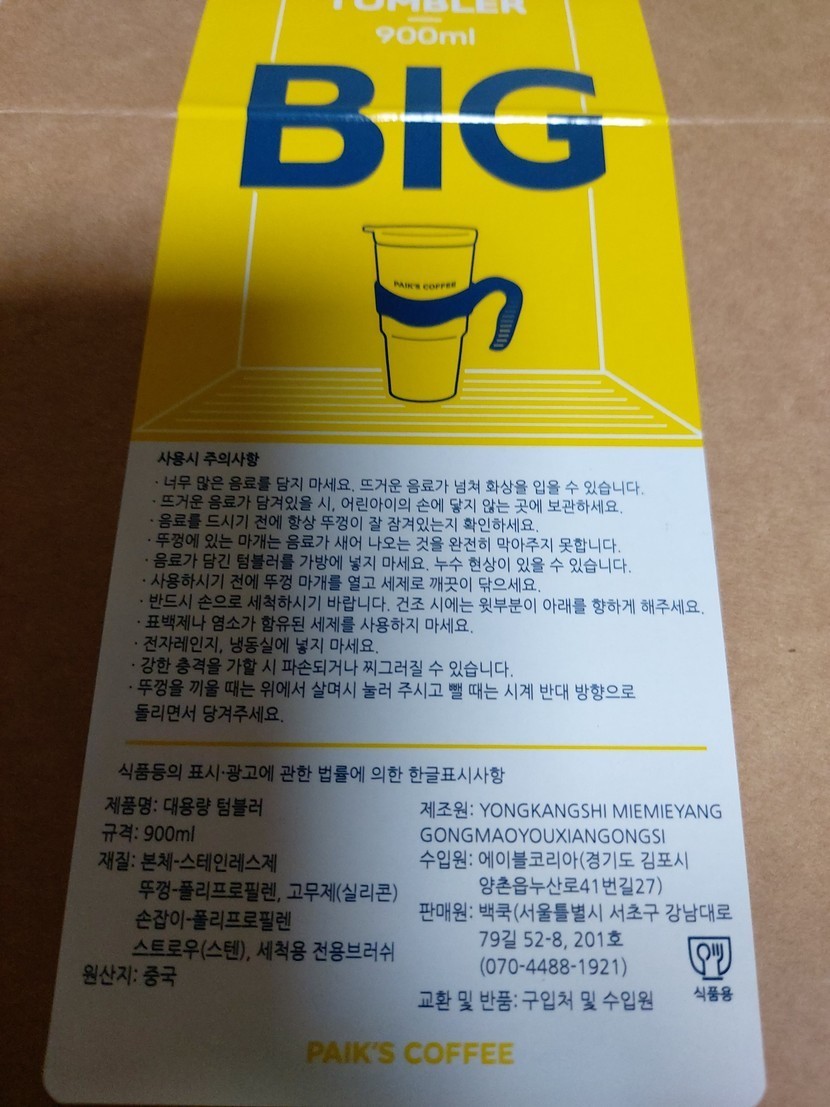 TUMBLER
900ml
BIG
PAIK'S COFFEE
사용시 주의사항
· 너무 많은 음료를 담지 마세요. 뜨거운 음료가 넘쳐 화상을 입을 수 있습니다.
· 뜨거운 음료가 담겨있을 시, 어린아이의 손에 닿지 않는 곳에 보관하세요.
· 음료를 드시기 전에 항상 뚜껑이 잘 잠겨있는지 확인하세요.
· 뚜껑에 있는 마개는 음료가 새어 나오는 것을 완전히 막아주지 못합니다.
· 음료가 담긴 텀블러를 가방에 넣지 마세요. 누수 현상이 있을 수 있습니다.
· 사용하시기 전에 뚜껑 마개를 열고 세제로 깨끗이 닦으세요.
· 반드시 손으로 세척하시기 바랍니다. 건조 시에는 윗부분이 아래를 향하게 해주세요.
· 표백제나 염소가 함유된 세제를 사용하지 마세요.
· 전자레인지, 냉동실에 넣지 마세요.
· 강한 충격을 가할 시 파손되거나 찌그러질 수 있습니다.
· 뚜껑을 끼울 때는 위에서 살며시 눌러 주시고 뺄 때는 시계 반대 방향으로
돌리면서 당겨주세요.
식품등의 표시·광고에 관한 법률에 의한 한글표시사항
제품명: 대용량 텀블러
규격: 900ml
재질: 본체-스테인레스제
뚜껑-폴리프로필렌, 고무제(실리콘)
손잡이-폴리프로필렌
스트로우(스텐), 세척용 전용브러쉬
원산지: 중국
제조원: YONGKANGSHI MIEMIEYANG
GONGMAOYOUXIANGONGSI
수입원: 에이블코리아(경기도 김포시
양촌읍누산로41번길27)
판매원: 백쿡(서울틀별시 서초구 강남대로
79길 52-8, 201호
(070-4488-1921)
교환 및 반품: 구입처 및 수입원
식품용
PAIK'S COFFEE